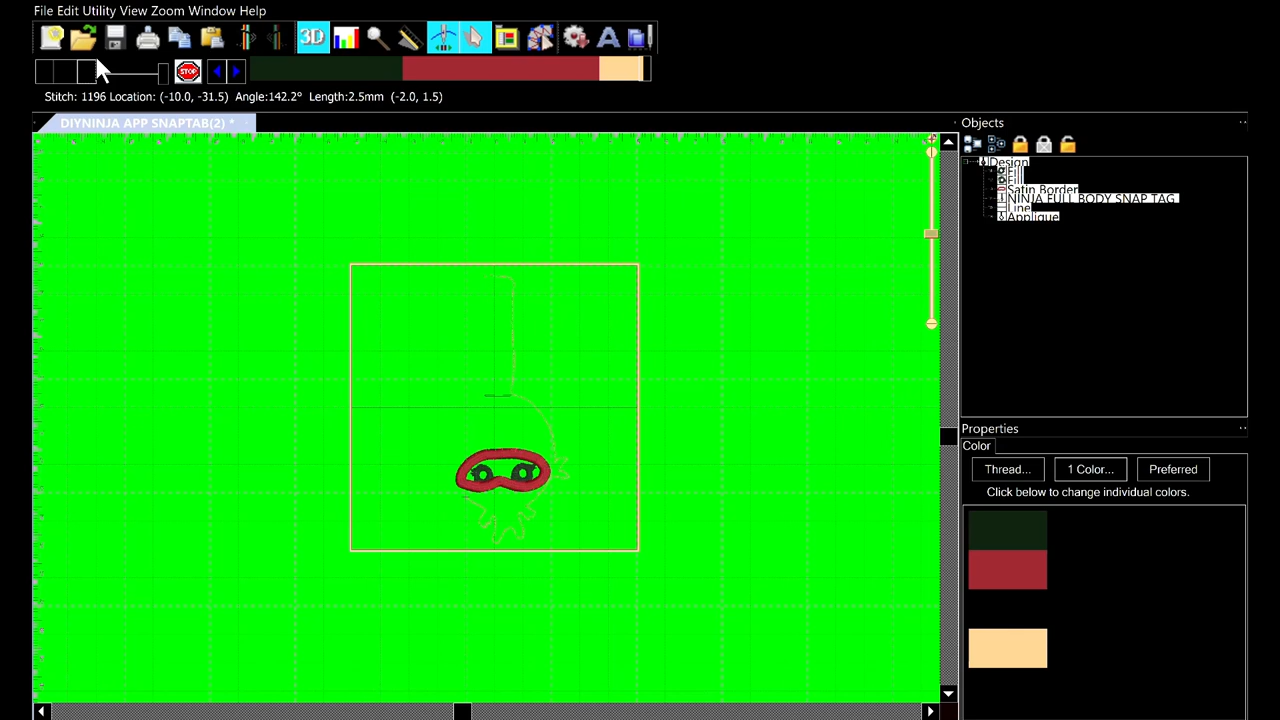 File Edit Utility View Zoom Window Help
3D
STOP
Stitch: 1196 Location: (-10.0, -31.5) Angle:142.2° Length:2.5mm (-2.0, 1.5)
DIYNINJA APP SNAPTAB(2) *
Objects
Design
Fill
Fill
Satin Border
NINJA FULL BODY SNAP TAG
Line
Applique
Properties
Color
Thread... 1 Color... Preferred
Click below to change individual colors.